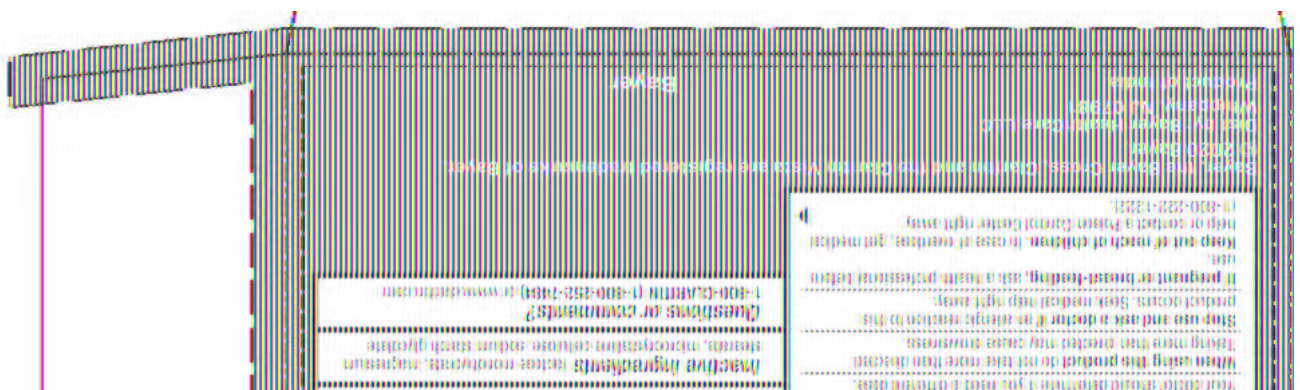 doctor should determine if you need a different dose.
When using this product do not take more than directed.
Taking more than directed may cause drowsiness.
Stop use and ask a doctor if an allergic reaction to this
product occurs. Seek medical help right away.
If pregnant or breast-feeding, ask a health professional before
use.
Keep out of reach of children. In case of overdose, get medical
help or contact a Poison Control Center right away
(1-800-222-1222).
Inactive ingredients lactose monohydrate, magnesium
stearate, microcrystalline cellulose, sodium starch glycolate
Questions or comments?
1-800-CLARITIN (1-800-252-7484) or www.claritin.com
Bayer, the Bayer Cross, Claritin and the Claritin Vista are registered trademarks of Bayer
© 2020 Bayer
Dist. by: Bayer HealthCare LLC
Whippany, NJ 07981
Product of India
Bayer